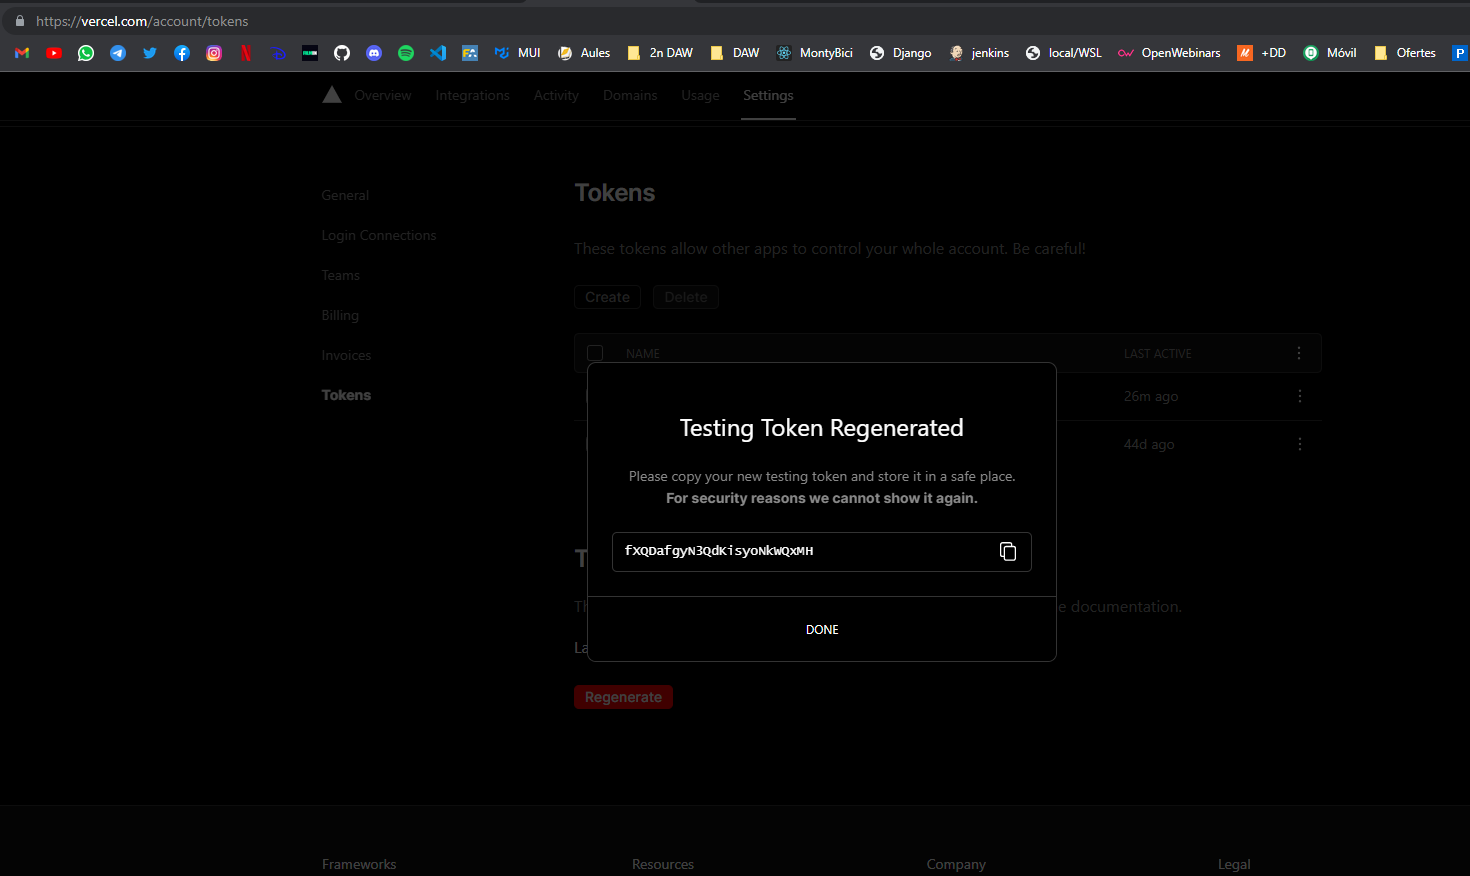 https://vercel.com/account/tokens
MUI Aules 2n DAW DAW MontyBici Django jenkins local/WSL OpenWebinars +DD Móvil Ofertes
Overview Integrations Activity Domains Usage Settings
General
Login Connections
Teams
Billing
Invoices
Tokens
Tokens
These tokens allow other apps to control your whole account. Be careful!
Create Delete
NAME LAST ACTIVE
26m ago
44d ago
Testing Token Regenerated
Please copy your new testing token and store it in a safe place.
For security reasons we cannot show it again.
fXQDafgyN3QdKisyoNkWQxMH
DONE
documentation.
Regenerate
Frameworks Resources Company Legal